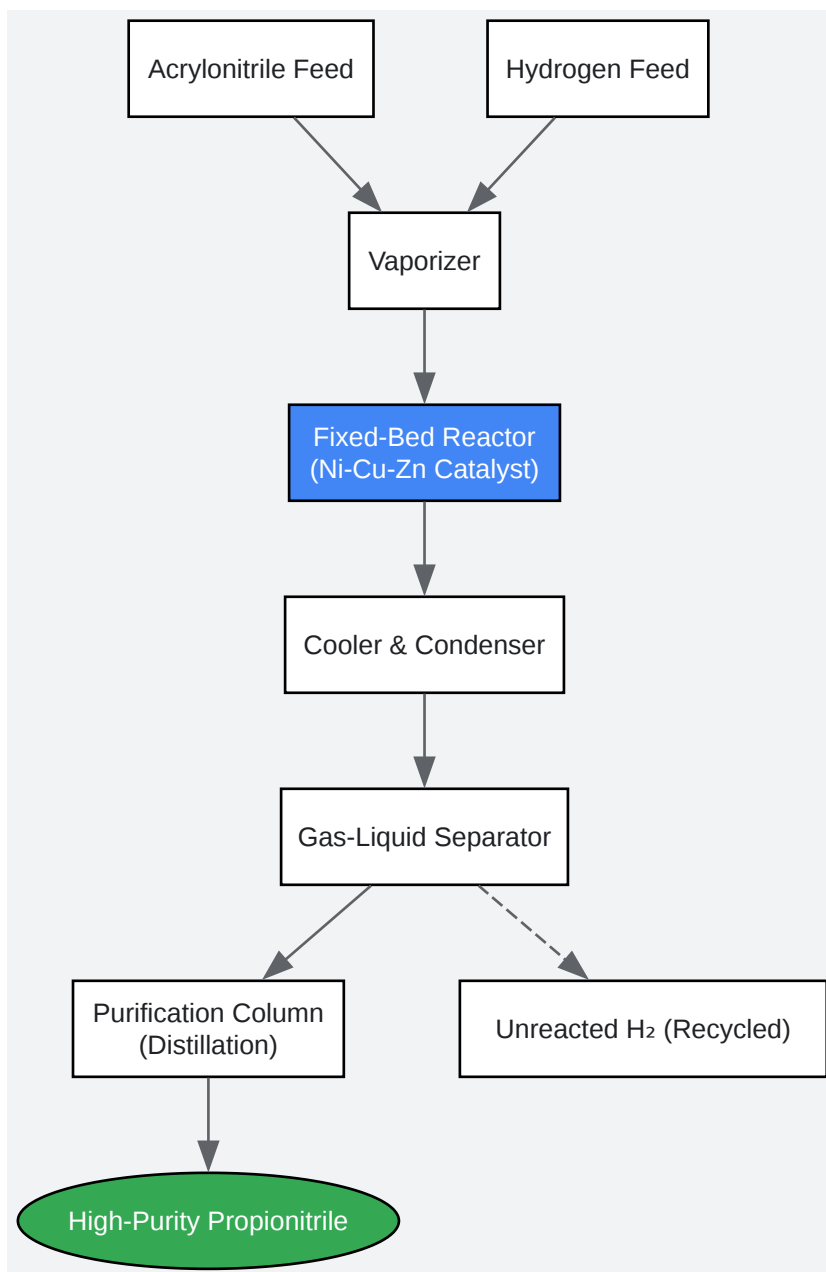 Acrylonitrile Feed
Hydrogen Feed
Vaporizer
Fixed-Bed Reactor
(Ni-Cu-Zn Catalyst)
Cooler & Condenser
Gas-Liquid Separator
Purification Column
(Distillation)
Unreacted H₂ (Recycled)
High-Purity Propionitrile